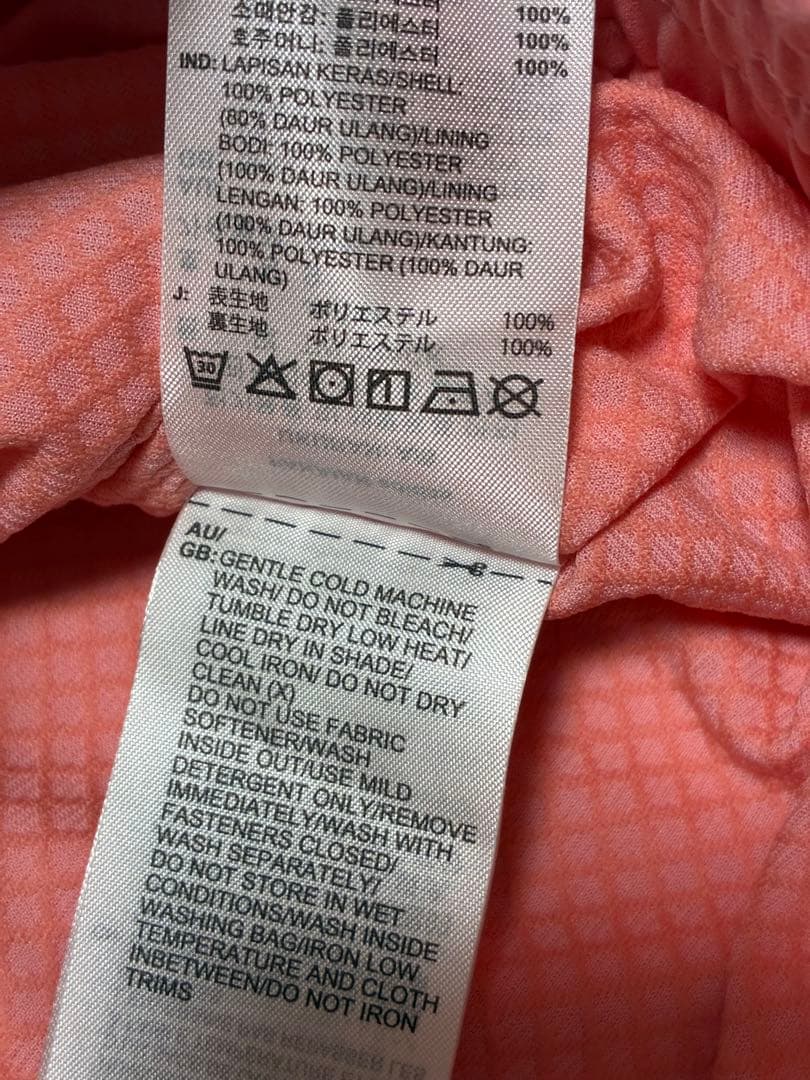 소매안감: 폴리에스터 100%
호주머니: 폴리에스터 100%
100%
IND: LAPISAN KERAS/SHELL,
100% POLYESTER
(80% DAUR ULANG)/LINING
BODI: 100% POLYESTER
(100% DAUR ULANG)/LINING
LENGAN: 100% POLYESTER
(100% DAUR ULANG)/KANTUNG:
100% POLYESTER (100% DAUR
ULANG)
J: 表生地 ポリエステル 100%
裏生地 ポリエステル 100%
30
AU/
GB: GENTLE COLD MACHINE
WASH/ DO NOT BLEACH/
TUMBLE DRY LOW HEAT/
LINE DRY IN SHADE/
COOL IRON/ DO NOT DRY
CLEAN (X)
DO NOT USE FABRIC
SOFTENER/WASH
INSIDE OUT/USE MILD
DETERGENT ONLY/REMOVE
IMMEDIATELY/WASH WITH
FASTENERS CLOSED/
WASH SEPARATELY/
DO NOT STORE IN WET
CONDITIONS/WASH INSIDE
WASHING BAG/IRON LOW
TEMPERATURE AND CLOTH
INBETWEEN/DO NOT IRON
TRIMS